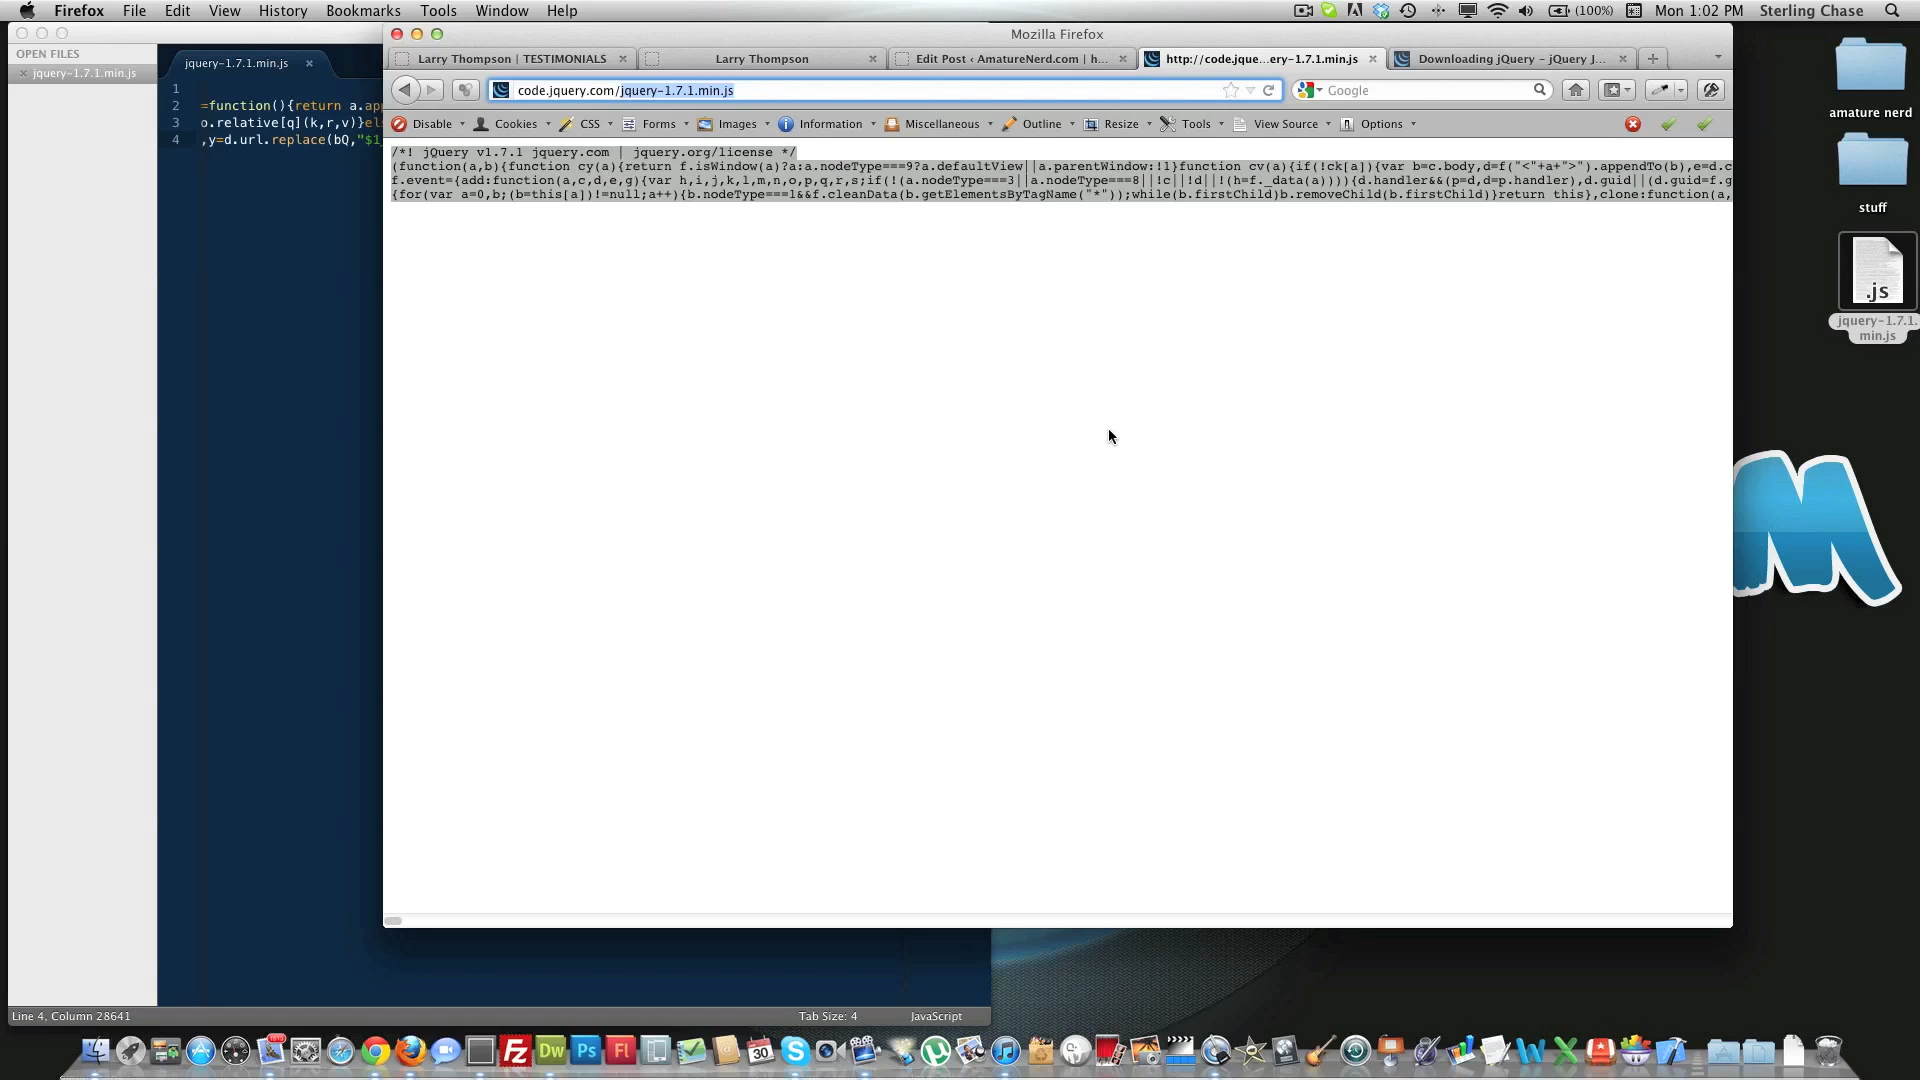 Firefox File Edit View History Bookmarks Tools Window Help
(100%) Mon 1:02 PM Sterling Chase
OPEN FILES
jquery-1.7.1.min.js
jquery-1.7.1.min.js
1
2 =function(){return a.app
3 o.relative[q](k,r,v)}els
4 ,y=d.url.replace(bQ,"$1
Line 4, Column 28641 Tab Size: 4 JavaScript
Mozilla Firefox
Larry Thompson | TESTIMONIALS Larry Thompson Edit Post ‹ AmatureNerd.com | h... http://code.jque...ery-1.7.1.min.js Downloading jQuery – jQuery J...
code.jquery.com/jquery-1.7.1.min.js Google
Disable Cookies CSS Forms Images Information Miscellaneous Outline Resize Tools View Source Options
/*! jQuery v1.7.1 jquery.com | jquery.org/license */
(function(a,b){function cy(a){return f.isWindow(a)?a:a.nodeType===9?a.defaultView||a.parentWindow:!1}function cv(a){if(!ck[a]){var b=c.body,d=f("<"+a+">").appendTo(b),e=d.c
f.event={add:function(a,c,d,e,g){var h,i,j,k,l,m,n,o,p,q,r,s;if(!(a.nodeType===3||a.nodeType===8||!c||!d||!(h=f._data(a)))){d.handler&&(p=d,d=p.handler),d.guid||(d.guid=f.g
{for(var a=0,b;(b=this[a])!=null;a++){b.nodeType===1&&f.cleanData(b.getElementsByTagName("*"));while(b.firstChild)b.removeChild(b.firstChild)}return this},clone:function(a,
amature nerd
stuff
.js
jquery-1.7.1.
min.js
M
Fz Dw Ps Fl 30